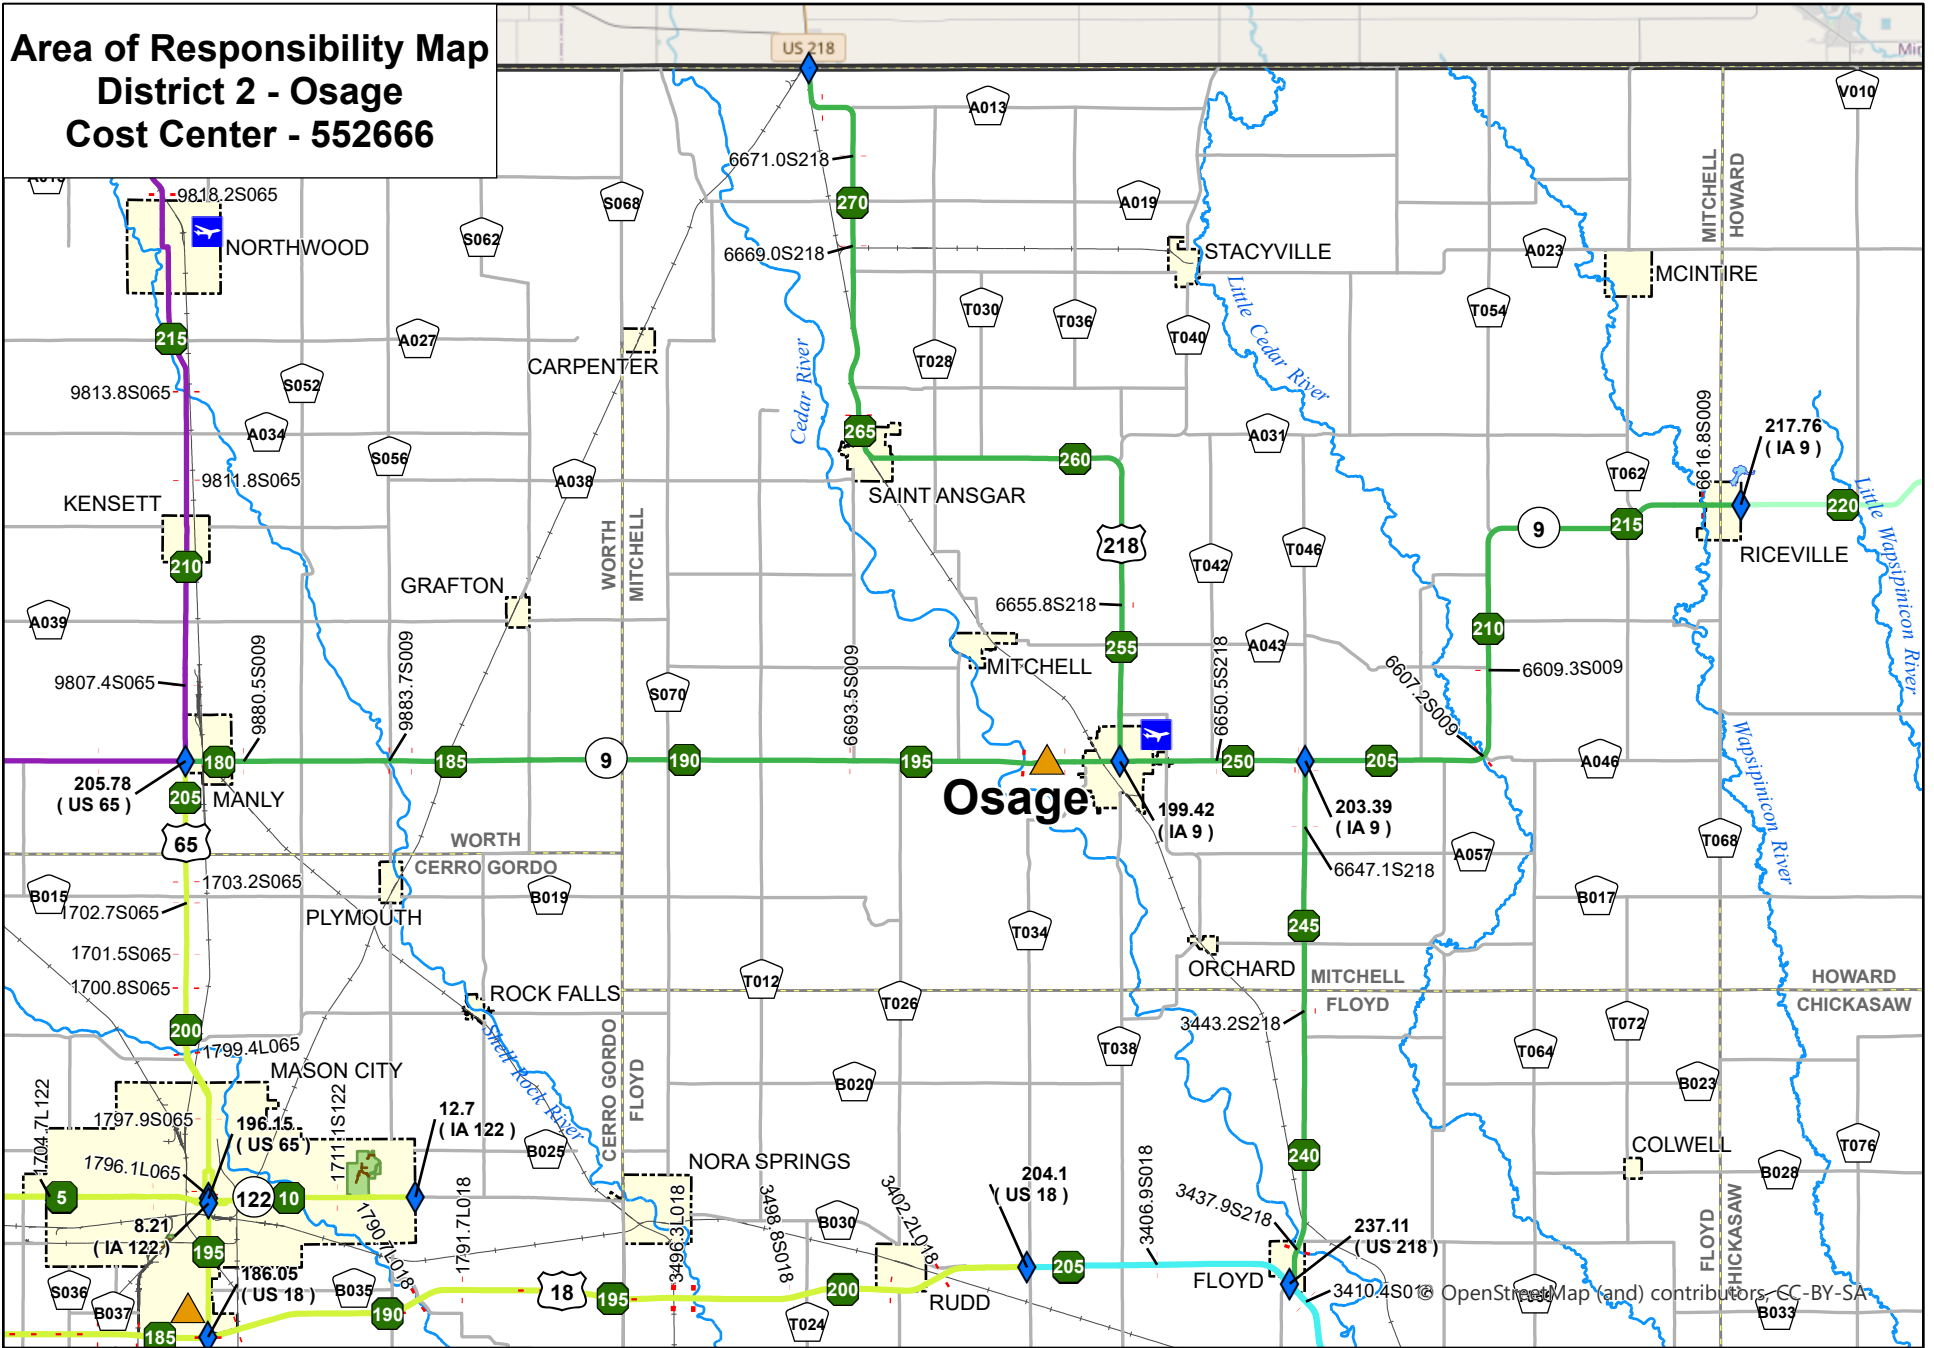 Area of Responsibility Map
District 2 - Osage
Cost Center - 552666
US 218
V010
A013
6671.0S218
9818.2S065
S068
270
A019
MITCHELL
HOWARD
S062
NORTHWOOD
6669.0S218
STACYVILLE
A023
MCINTIRE
T030
T036
T054
Little Cedar River
215
A027
T040
CARPENTER
T028
Cedar River
9813.8S065
S052
A034
265
A031
6616.8S009
217.76
( IA 9 )
S056
260
9811.8S065
A038
T062
KENSETT
SAINT ANSGAR
220
Little Wapsipinicon River
WORTH
MITCHELL
218
T046
9
215
210
T042
RICEVILLE
GRAFTON
6655.8S218
A039
210
9880.5S009
9883.7S009
6693.5S009
255
6650.5S218
A043
MITCHELL
6607.2S009
6609.3S009
9807.4S065
S070
Wapsipinicon River
180
185
9
190
195
250
205
A046
205.78
( US 65 )
205
MANLY
Osage
199.42
( IA 9 )
203.39
( IA 9 )
65
WORTH
CERRO GORDO
T068
A057
6647.1S218
1703.2S065
B015
1702.7S065
B019
B017
PLYMOUTH
T034
245
1701.5S065
ORCHARD
MITCHELL
FLOYD
HOWARD
CHICKASAW
T012
1700.8S065
ROCK FALLS
T026
3443.2S218
T072
200
1799.4L065
Shell Rock River
CERRO GORDO
FLOYD
T038
T064
MASON CITY
B020
B023
1704.7L122
1797.9S065
196.15
( US 65 )
1711.1S122
12.7
( IA 122 )
B025
COLWELL
T076
1796.1L065
NORA SPRINGS
240
B028
5
122
10
204.1
( US 18 )
3406.9S018
3437.9S218
8.21
( IA 122 )
1790.7L018
1791.7L018
3496.3L018
3498.8S018
B030
3402.2L018
237.11
( US 218 )
FLOYD
CHICKASAW
195
186.05
( US 18 )
205
FLOYD
S036
B037
B035
18
195
200
RUDD
3410.4S018
© OpenStreetMap (and) contributors, CC-BY-SA
190
T024
B033
185